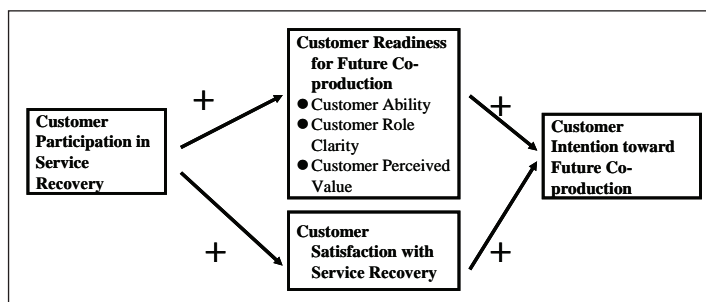 Customer
Participation in
Service
Recovery
+
+
Customer Readiness
for Future Co-
production
● Customer Ability
● Customer Role
Clarity
● Customer Perceived
Value
Customer
Satisfaction with
Service Recovery
+
+
Customer
Intention toward
Future Co-
production